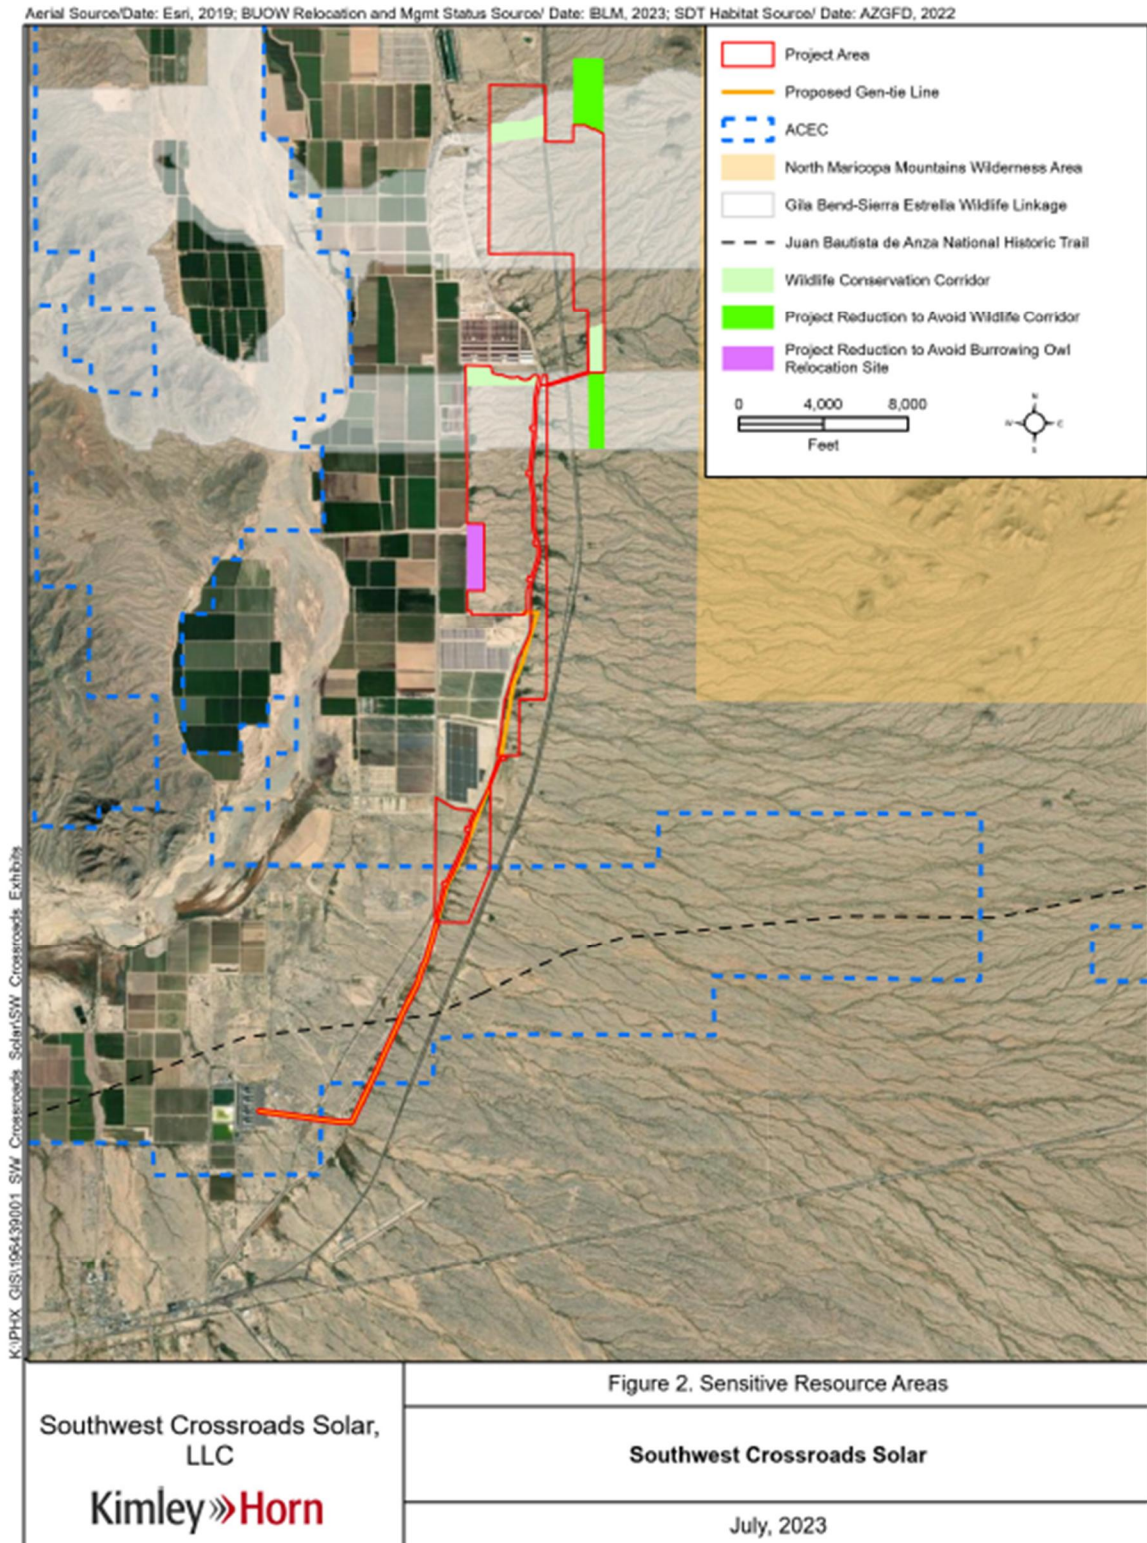 Aerial Source/Date: Esri, 2019; BUOW Relocation and Mgmt Status Source/ Date: BLM, 2023; SDT Habitat Source/ Date: AZGFD, 2022
Project Area
Proposed Gen-tie Line
ACEC
North Maricopa Mountains Wilderness Area
Gila Bend-Sierra Estrella Wildlife Linkage
Juan Bautista de Anza National Historic Trail
Wildlife Conservation Corridor
Project Reduction to Avoid Wildlife Corridor
Project Reduction to Avoid Burrowing Owl
Relocation Site
0 4,000 8,000
Feet
N
W E
S
K:\PHX_GIS\196439001_SW_Crossroads_Solar\SW_Crossroads_Exhibits
Figure 2. Sensitive Resource Areas
Southwest Crossroads Solar,
LLC
Southwest Crossroads Solar
Kimley»Horn
July, 2023